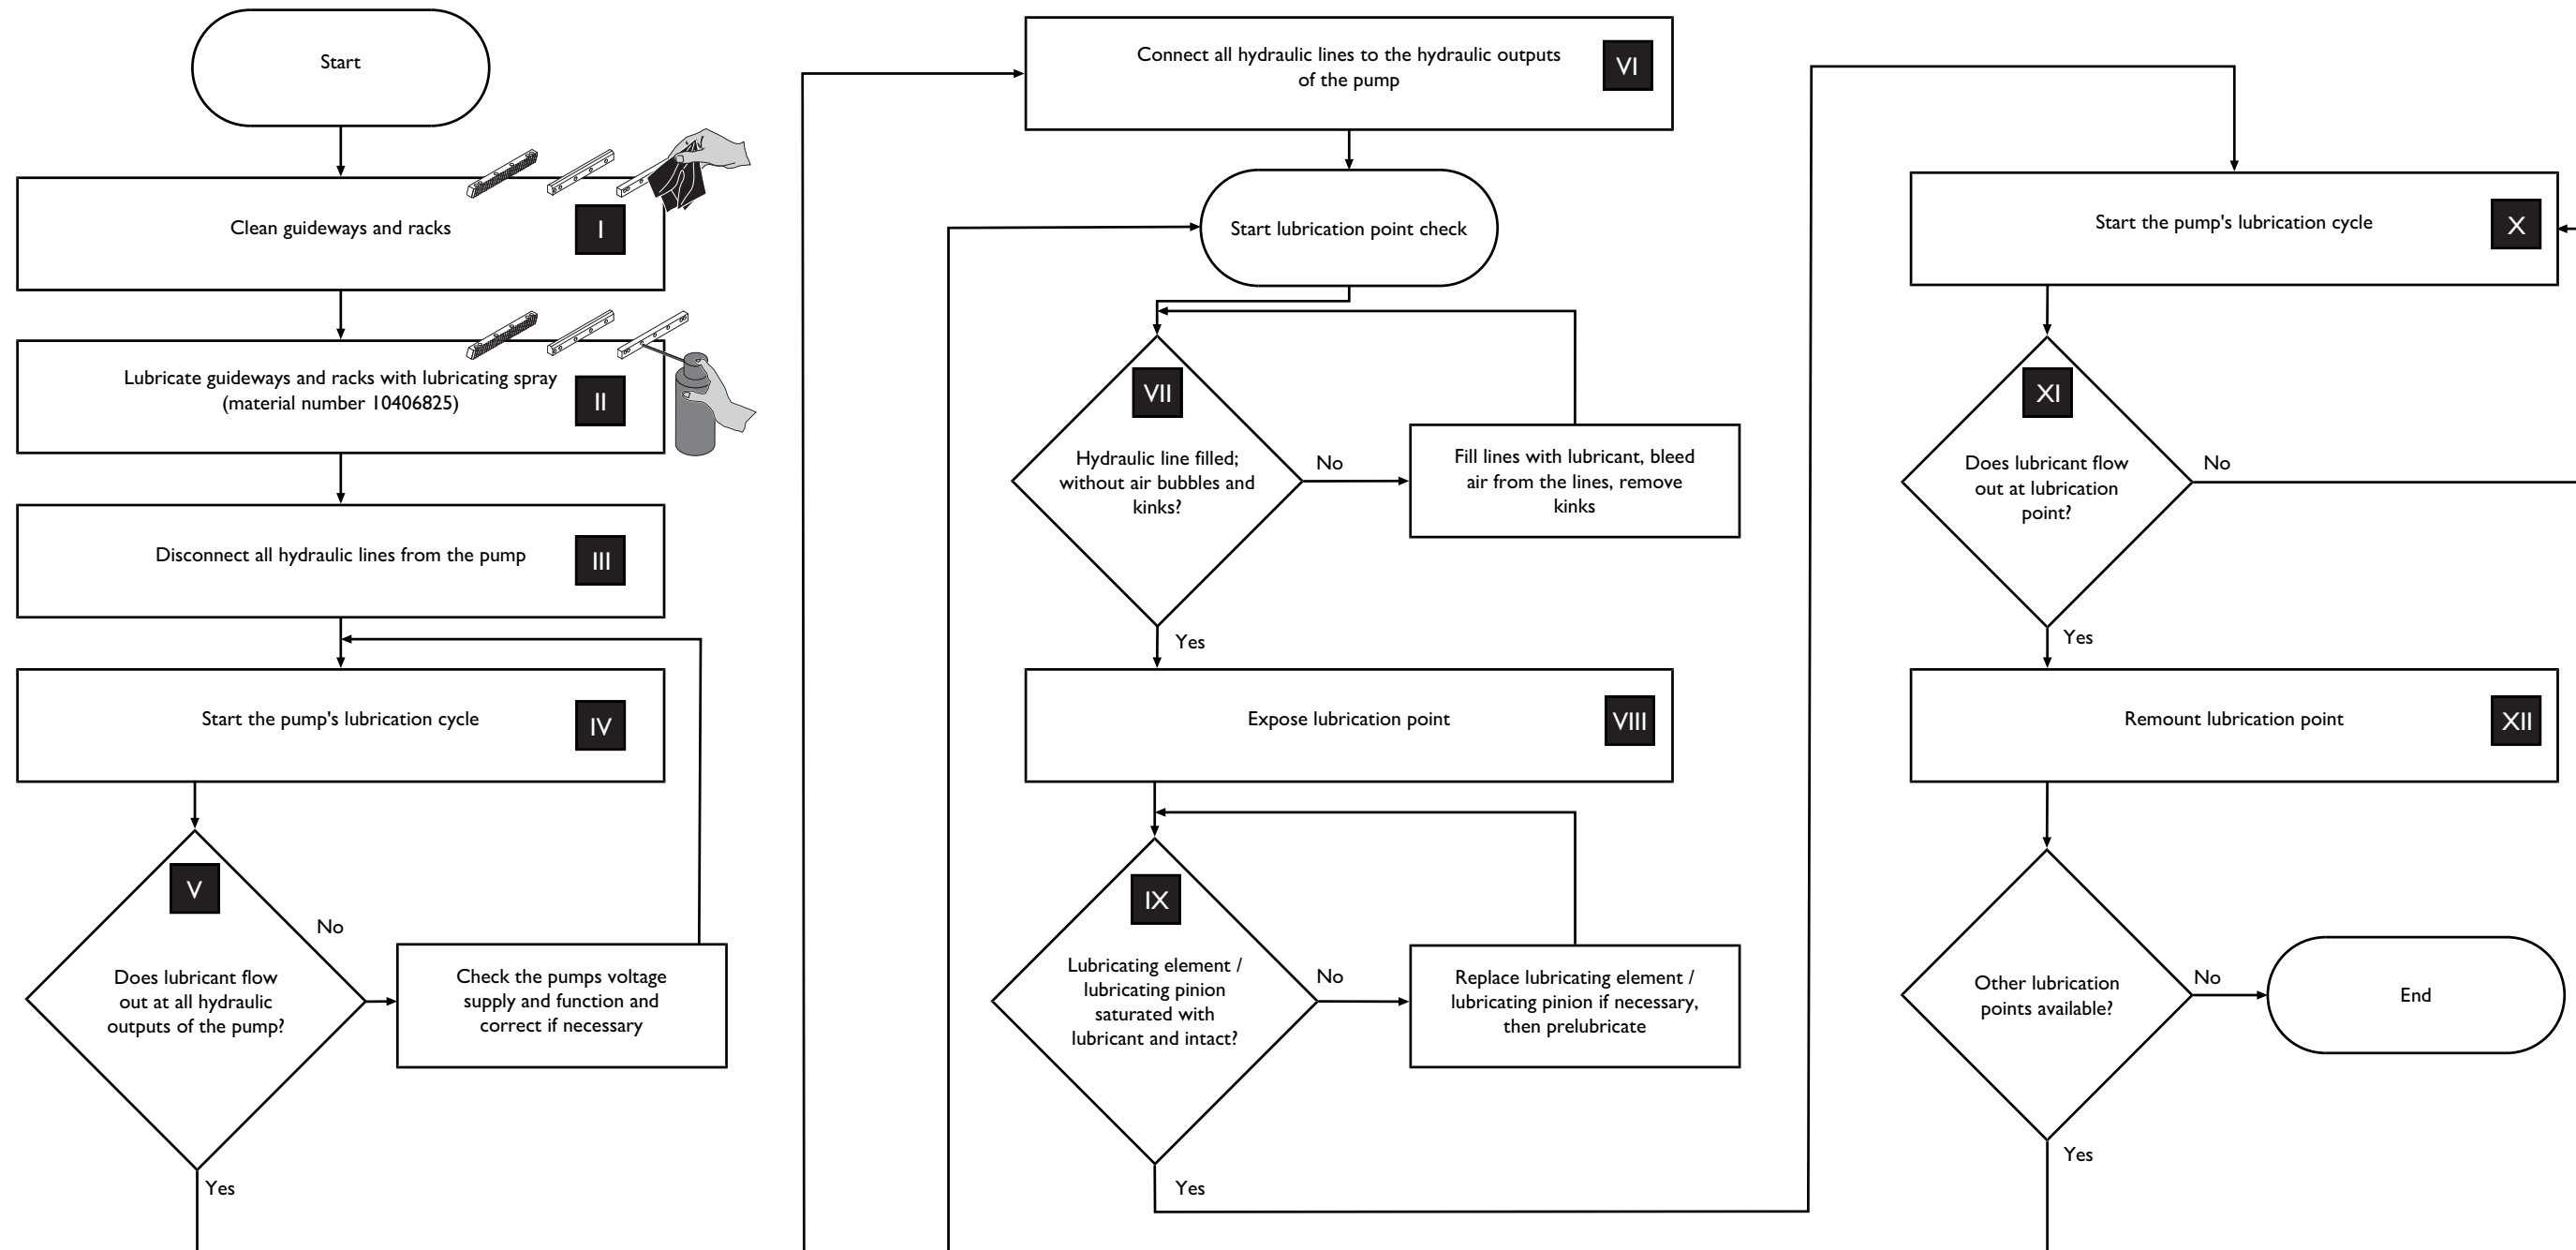 Start
Clean guideways and racks
I
Lubricate guideways and racks with lubricating spray
(material number 10406825)
II
Disconnect all hydraulic lines from the pump
III
Start the pump's lubrication cycle
IV
V
Does lubricant flow
out at all hydraulic
outputs of the pump?
No
Check the pumps voltage
supply and function and
correct if necessary
Yes
Connect all hydraulic lines to the hydraulic outputs
of the pump
VI
Start lubrication point check
VII
Hydraulic line filled;
without air bubbles and
kinks?
No
Fill lines with lubricant, bleed
air from the lines, remove
kinks
Yes
Expose lubrication point
VIII
IX
Lubricating element /
lubricating pinion
saturated with
lubricant and intact?
No
Replace lubricating element /
lubricating pinion if necessary,
then prelubricate
Yes
Start the pump's lubrication cycle
X
XI
Does lubricant flow
out at lubrication
point?
No
Yes
Remount lubrication point
XII
Other lubrication
points available?
No
End
Yes